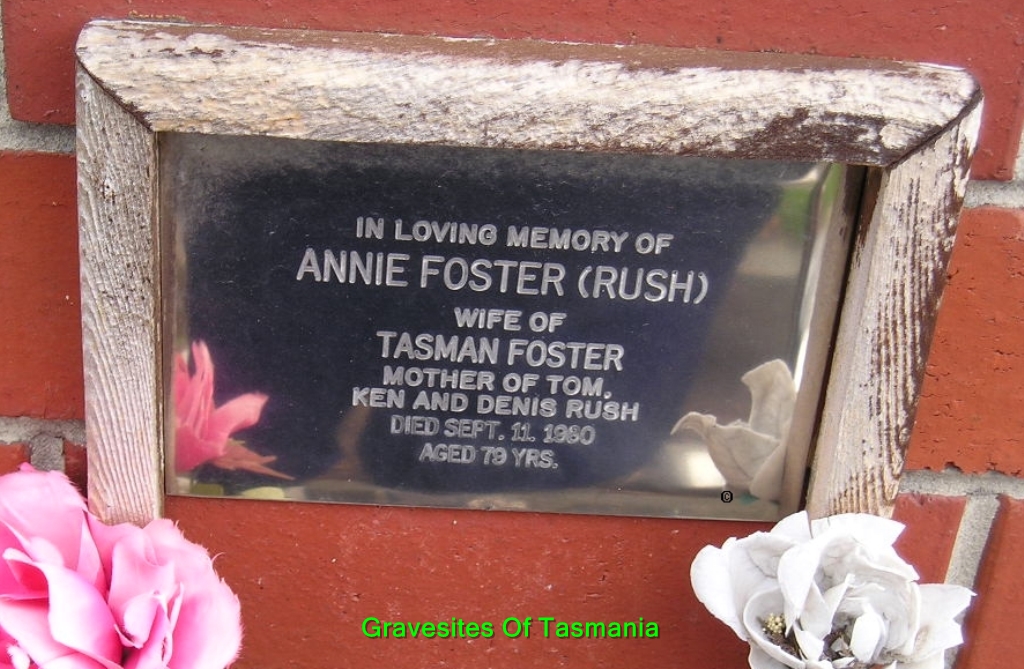 IN LOVING MEMORY OF
ANNIE FOSTER (RUSH)
WIFE OF
TASMAN FOSTER
MOTHER OF TOM.
KEN AND DENIS RUSH
DIED SEPT. 11. 1980
AGED 79 YRS.
©
Gravesites Of Tasmania